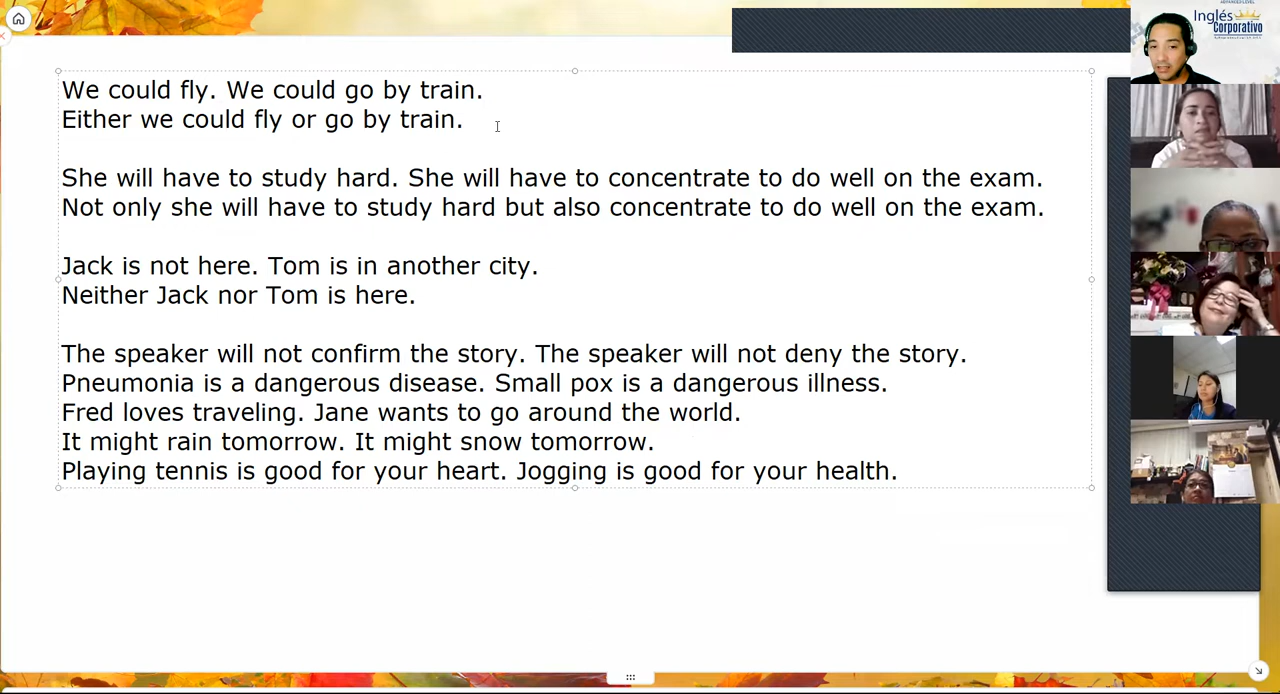 We could fly. We could go by train.
Either we could fly or go by train.
She will have to study hard. She will have to concentrate to do well on the exam.
Not only she will have to study hard but also concentrate to do well on the exam.
Jack is not here. Tom is in another city.
Neither Jack nor Tom is here.
The speaker will not confirm the story. The speaker will not deny the story.
Pneumonia is a dangerous disease. Small pox is a dangerous illness.
Fred loves traveling. Jane wants to go around the world.
It might rain tomorrow. It might snow tomorrow.
Playing tennis is good for your heart. Jogging is good for your health.
Inglés
Corporativo